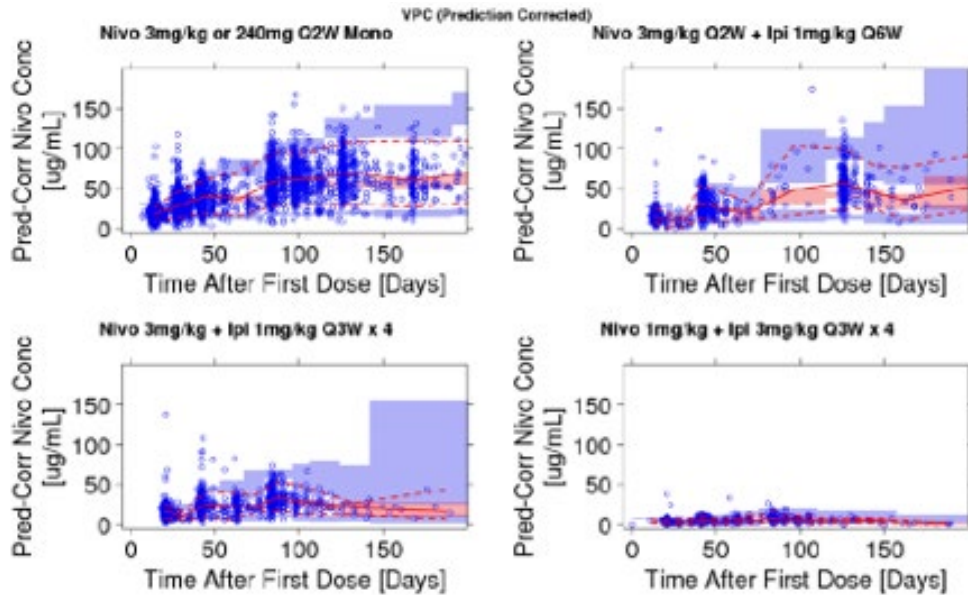 VPC (Prediction Corrected)
Nivo 3mg/kg or 240mg Q2W Mono
Pred-Corr Nivo Conc
[ug/mL]
150
100
50
0
0 50 100 150
Time After First Dose [Days]
Nivo 3mg/kg Q2W + Ipi 1mg/kg Q6W
Pred-Corr Nivo Conc
[ug/mL]
150
100
50
0
0 50 100 150
Time After First Dose [Days]
Nivo 3mg/kg + Ipi 1mg/kg Q3W x 4
Pred-Corr Nivo Conc
[ug/mL]
150
100
50
0
0 50 100 150
Time After First Dose [Days]
Nivo 1mg/kg + Ipi 3mg/kg Q3W x 4
Pred-Corr Nivo Conc
[ug/mL]
150
100
50
0
0 50 100 150
Time After First Dose [Days]